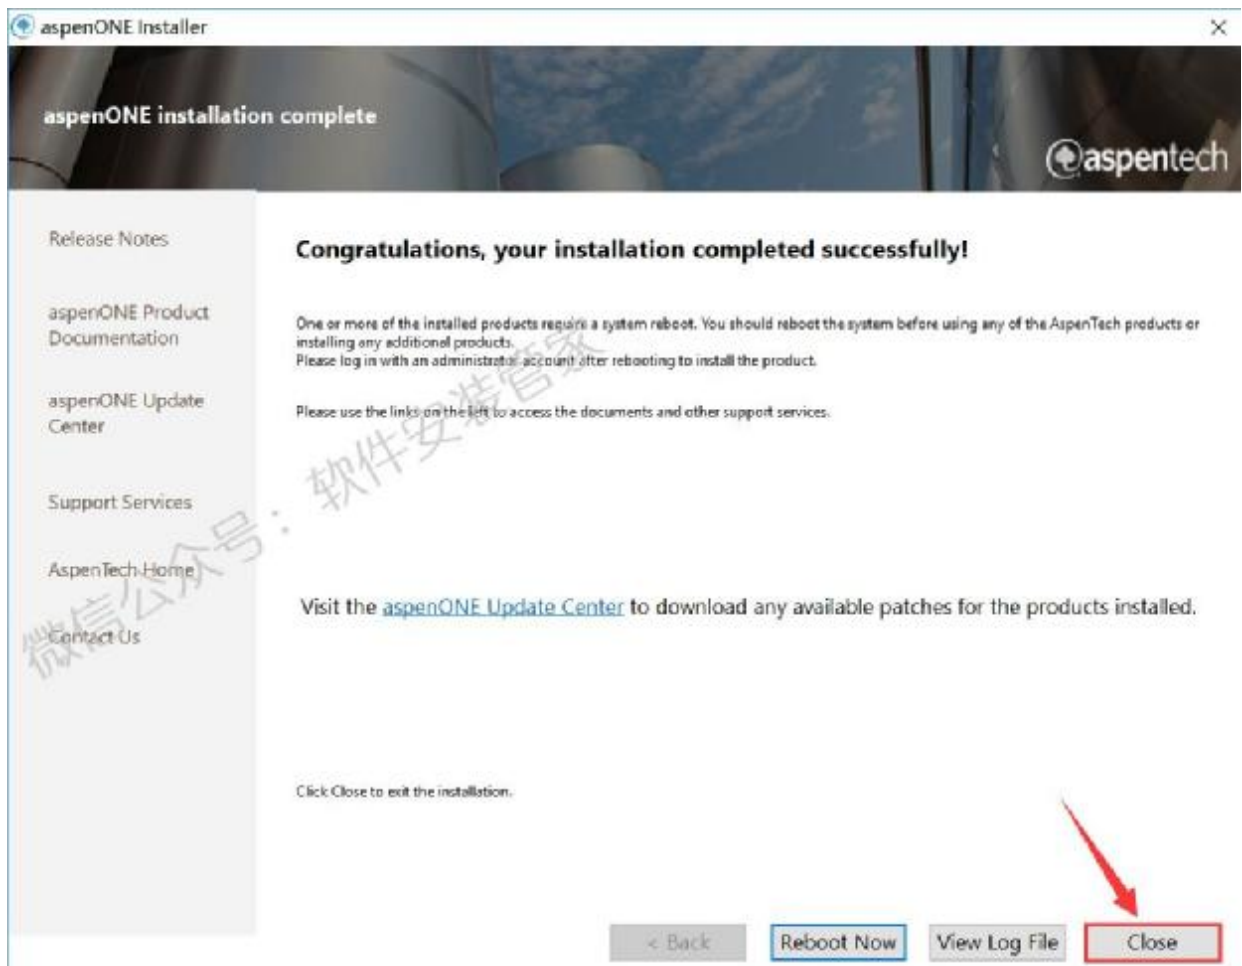 aspenONE Installer
aspenONE installation complete
aspentech
Release Notes
aspenONE Product
Documentation
aspenONE Update
Center
Support Services
AspenTech Home
Contact Us
Congratulations, your installation completed successfully!
One or more of the installed products require a system reboot. You should reboot the system before using any of the AspenTech products or
installing any additional products.
Please log in with an administrator account after rebooting to install the product.
Please use the links on the left to access the documents and other support services.
Visit the aspenONE Update Center to download any available patches for the products installed.
Click Close to exit the installation.
< Back
Reboot Now
View Log File
Close
微信公众号：软件安装管家